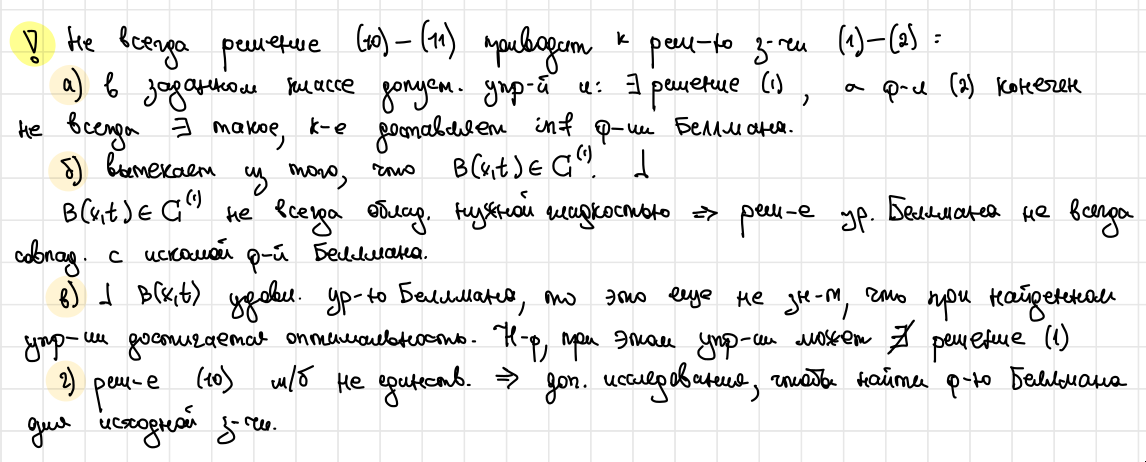 ! Не всегда решение (10)–(11) приводит к реш-ю з-чи (1)–(2):
а) в заданном классе допуст. упр-й u: ∃ решение (1), а ф-л (2) конечен
не всегда ∃ такое, к-е доставляет inf ф-ии Беллмана.
б) вытекает из того, что B(x,t) ∈ C⁽¹⁾. ⅃
B(x,t) ∈ C⁽¹⁾ не всегда облад. нужной гладкостью ⇒ реш-е ур. Беллмана не всегда
совпад. с искомой ф-й Беллмана.
в) ⅃ B(x,t) удовл. ур-ю Беллмана, то это еще не зн-т, что при найденном
упр-ии достигается оптимальность. Н-р, при этом упр-ии может ∄ решение (1)
г) реш-е (10) м/б не единств. ⇒ доп. исследования, чтобы найти ф-ю Беллмана
для исходной з-чи.